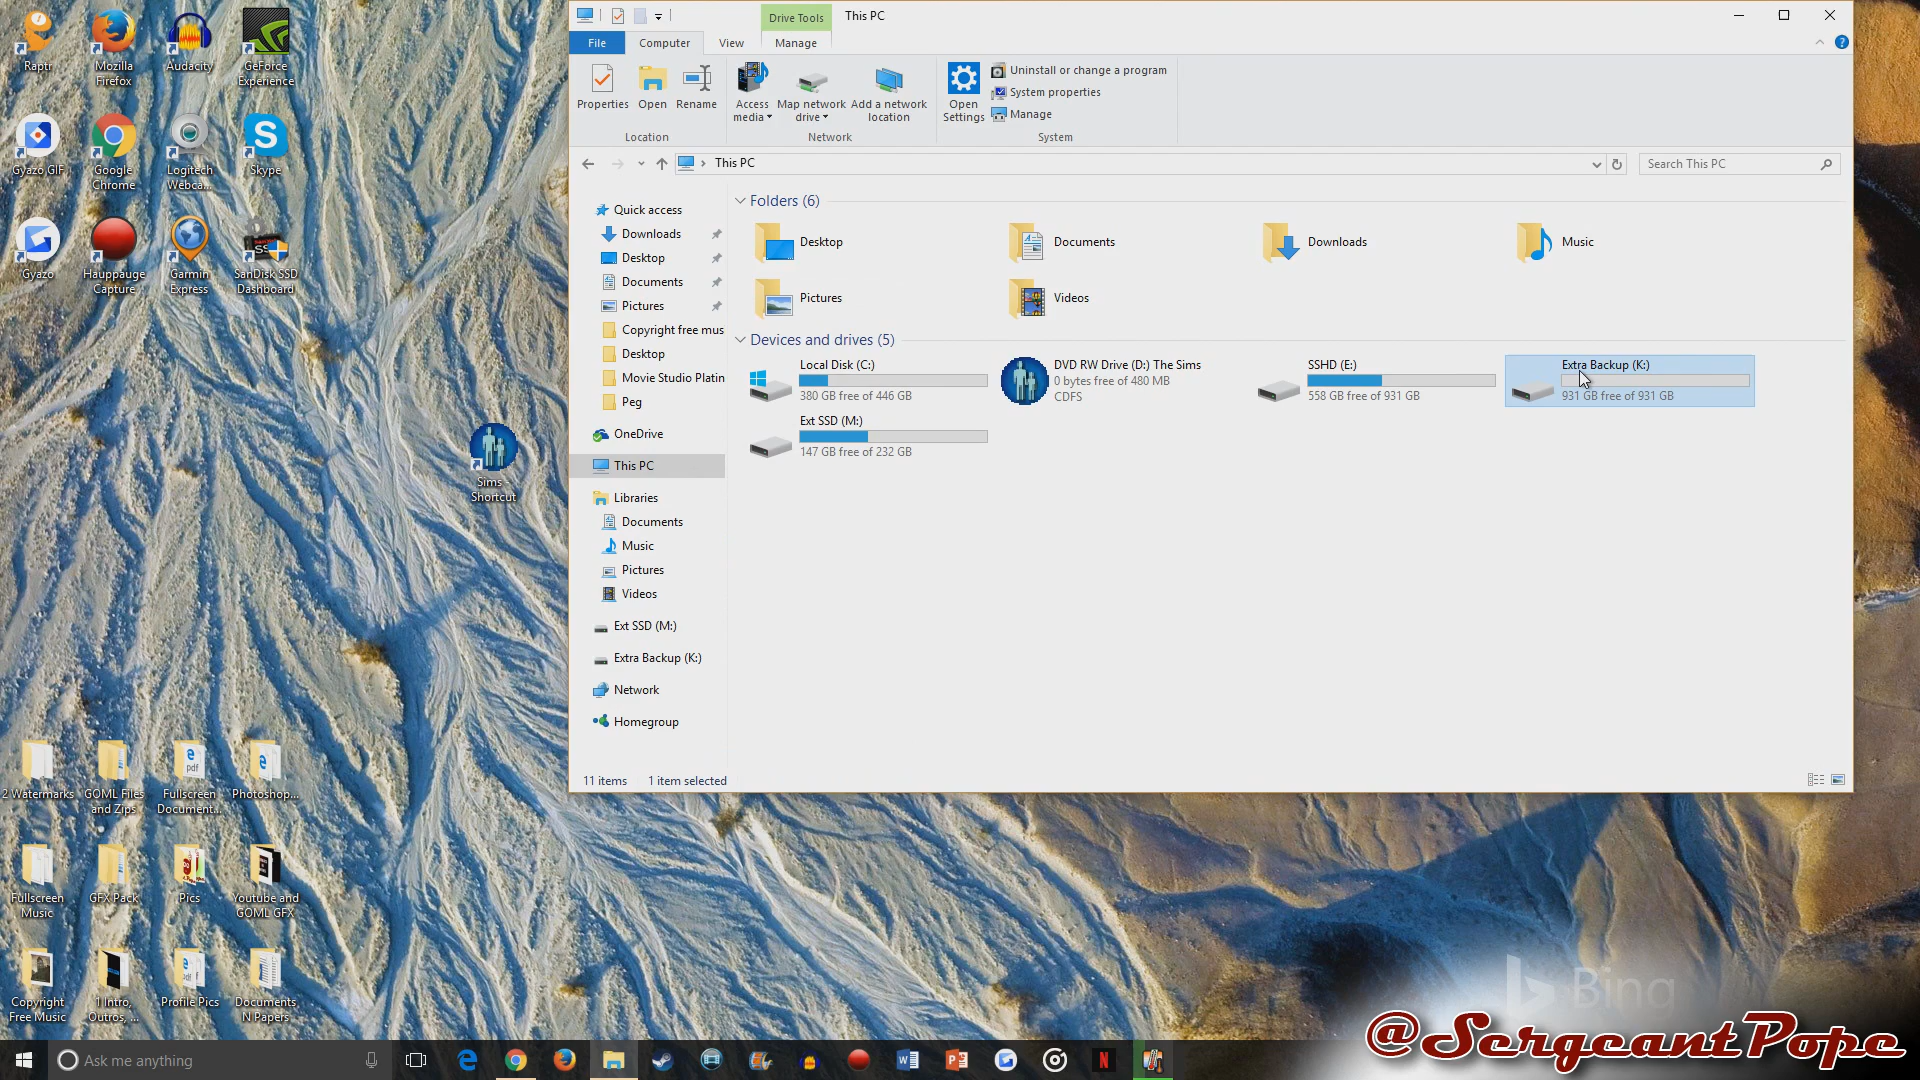 Raptr
Mozilla
Firefox
Audacity
GeForce
Experience
Gyazo GIF
Google
Chrome
Logitech
Webca...
Skype
Gyazo
Hauppauge
Capture
Garmin
Express
SanDisk SSD
Dashboard
Sims -
Shortcut
2 Watermarks
GOML Files
and Zips
Fullscreen
Document...
Photoshop...
Fullscreen
Music
GFX Pack
Pics
Youtube and
GOML GFX
Copyright
Free Music
1 Intro,
Outros, ...
Profile Pics
Documents
N Papers
Drive Tools
This PC
File
Computer
View
Manage
Properties
Open
Rename
Access
media
Map network
drive
Add a network
location
Open
Settings
Uninstall or change a program
System properties
Manage
Location
Network
System
This PC
Search This PC
Quick access
Downloads
Desktop
Documents
Pictures
Copyright free mus
Desktop
Movie Studio Platin
Peg
OneDrive
This PC
Libraries
Documents
Music
Pictures
Videos
Ext SSD (M:)
Extra Backup (K:)
Network
Homegroup
Folders (6)
Desktop
Documents
Downloads
Music
Pictures
Videos
Devices and drives (5)
Local Disk (C:)
380 GB free of 446 GB
DVD RW Drive (D:) The Sims
0 bytes free of 480 MB
CDFS
SSHD (E:)
558 GB free of 931 GB
Extra Backup (K:)
931 GB free of 931 GB
Ext SSD (M:)
147 GB free of 232 GB
11 items
1 item selected
Bing
@SergeantPope
Ask me anything